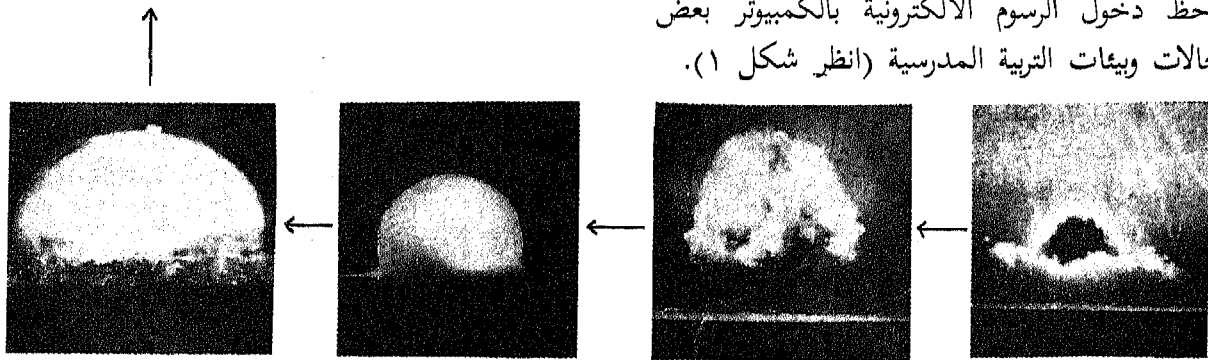 دخول الرسوم الالكترونية بالكمبيوتر بعض
وبيئات التربية المدرسية (انظر شكل ١).